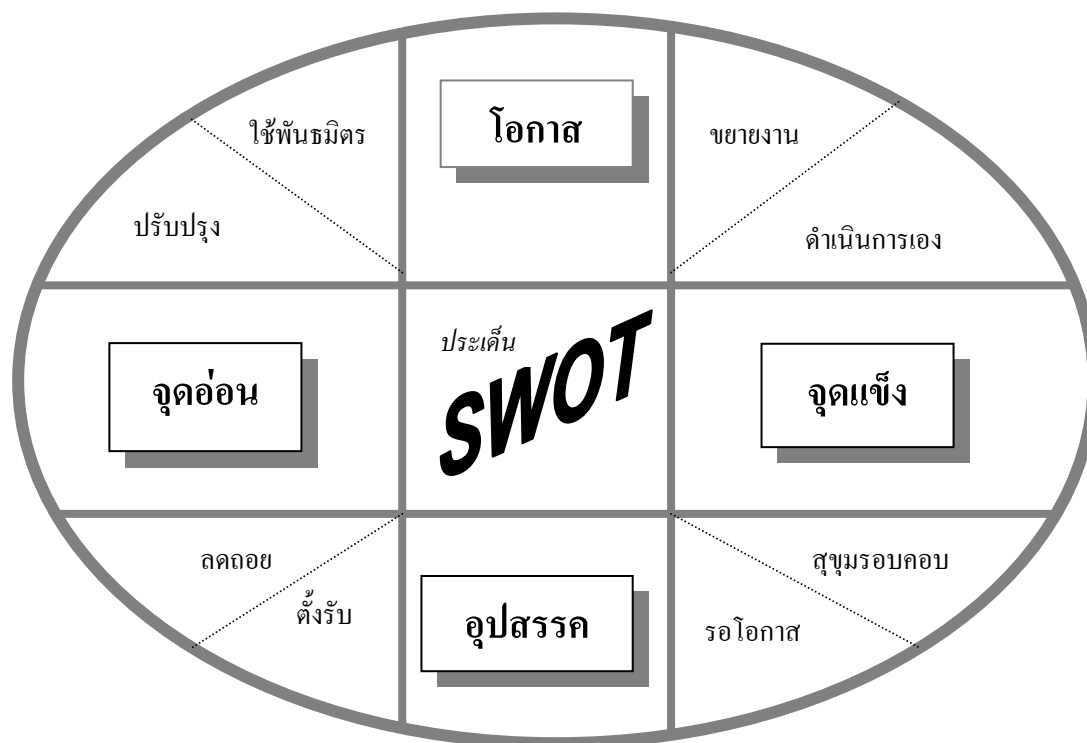 ใช้พันธมิตร
โอกาส
ขยายงาน
ปรับปรุง
ดำเนินการเอง
จุดอ่อน
ประเด็น
SWOT
จุดแข็ง
ลดถอย
ตั้งรับ
อุปสรรค
สุขุมรอบคอบ
รอโอกาส